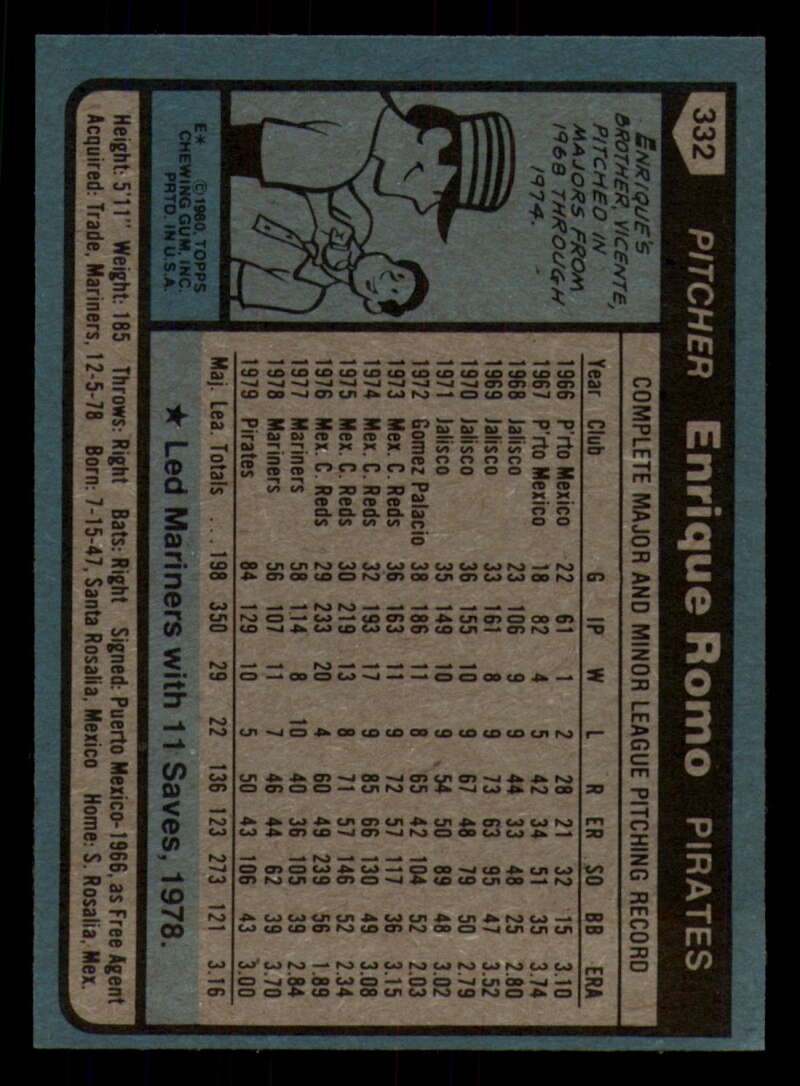 332 PITCHER Enrique Romo PIRATES
ENRIQUE'S
BROTHER, VICENTE,
PITCHED IN
MAJORS FROM
1968 THROUGH
1974.
E* © 1980 TOPPS
CHEWING GUM, INC.
PRTD. IN U.S.A.
COMPLETE MAJOR AND MINOR LEAGUE PITCHING RECORD
Year Club G IP W L R ER SO BB ERA
1966 P'rto Mexico 22 61 1 2 28 21 32 15 3.10
1967 P'rto Mexico 18 82 4 5 42 34 51 35 3.74
1968 Jalisco 23 106 9 9 44 33 48 25 2.80
1969 Jalisco 33 161 8 9 73 63 95 47 3.52
1970 Jalisco 36 155 10 9 67 48 79 50 2.79
1971 Jalisco 35 149 10 9 54 50 89 48 3.02
1972 Gomez Palacio 38 186 11 8 65 42 104 52 2.03
1973 Mex. C. Reds 36 163 11 9 72 57 117 36 3.15
1974 Mex. C. Reds 32 193 17 9 85 66 130 49 3.08
1975 Mex. C. Reds 30 219 13 8 71 57 146 52 2.34
1976 Mex. C. Reds 29 233 20 4 60 49 239 56 1.89
1977 Mariners 58 114 8 10 40 36 105 39 2.84
1978 Mariners 56 107 11 7 46 44 62 39 3.70
1979 Pirates 84 129 10 5 50 43 106 43 3.00
Maj. Lea. Totals ... 198 350 29 22 136 123 273 121 3.16
★ Led Mariners with 11 Saves, 1978.
Height: 5'11" Weight: 185 Throws: Right Bats: Right Signed: Puerto Mexico-1966, as Free Agent
Acquired: Trade, Mariners, 12-5-78 Born: 7-15-47, Santa Rosalia, Mexico Home: S. Rosalia, Mex.